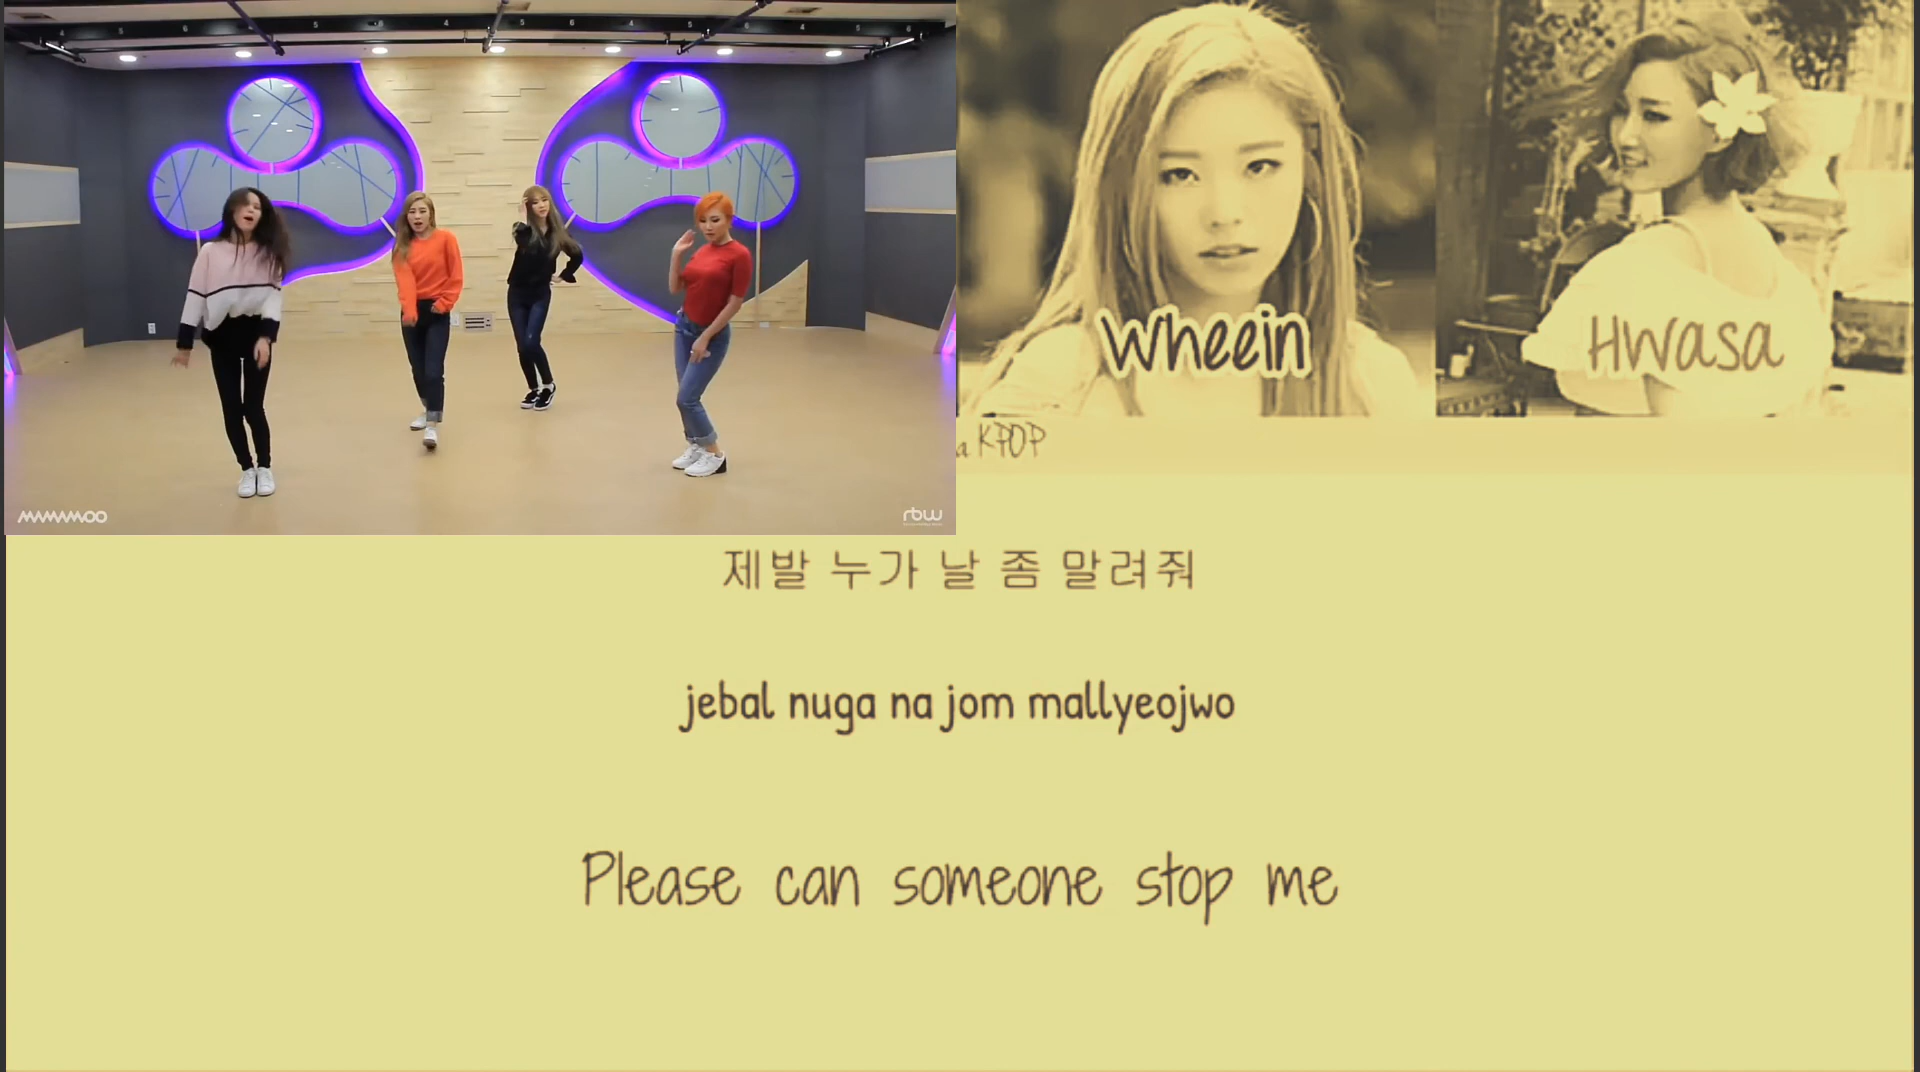 MAMAMOO
rbw
Wheein
Hwasa
a KPOP
제발 누가 날 좀 말려줘
jebal nuga na jom mallyeojwo
Please can someone stop me